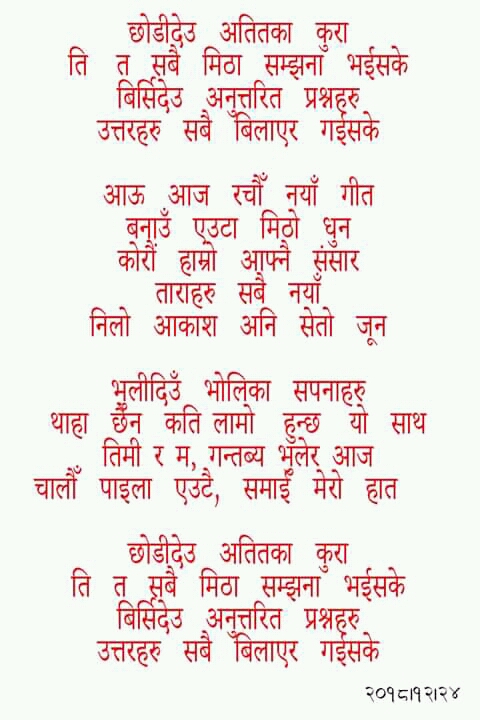 छोडीदेउ अतितका कुरा
ति त सबै मिठा सम्झना भईसके
बिर्सिदेउ अनुत्तरित प्रश्नहरु
उत्तरहरु सबै बिलाएर गईसके
आऊ आज रचौँ नयाँ गीत
बनाउँ एउटा मिठो धुन
कोरौं हाम्रो आफ्नै संसार
ताराहरु सबै नयाँ
निलो आकाश अनि सेतो जून
भुलीदिउँ भोलिका सपनाहरु
थाहा छैन कति लामो हुन्छ यो साथ
तिमी र म, गन्तब्य भुलेर आज
चालौँ पाइला एउटै, समाई मेरो हात
छोडीदेउ अतितका कुरा
ति त सबै मिठा सम्झना भईसके
बिर्सिदेउ अनुत्तरित प्रश्नहरु
उत्तरहरु सबै बिलाएर गईसके
२०१८।१२।२४